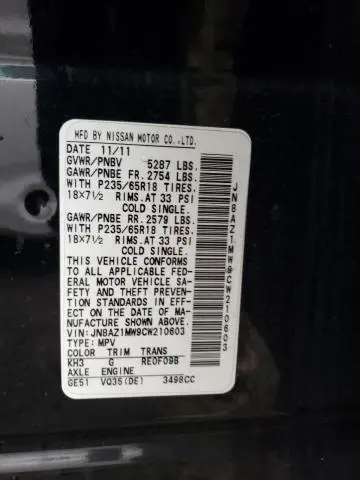 MFD BY NISSAN MOTOR CO.,LTD.
DATE 11/11
GVWR/PNBV 5287 LBS.
GAWR/PNBE FR. 2754 LBS.
WITH P235/65R18 TIRES,
18X7½ RIMS. AT 33 PSI
COLD SINGLE.
GAWR/PNBE RR. 2579 LBS.
WITH P235/65R18 TIRES,
18X7½ RIMS. AT 33 PSI
COLD SINGLE.
THIS VEHICLE CONFORMS
TO ALL APPLICABLE FED-
ERAL MOTOR VEHICLE SA-
FETY AND THEFT PREVEN-
TION STANDARDS IN EFF-
ECT ON THE DATE OF MA-
NUFACTURE SHOWN ABOVE.
VIN:JN8AZ1MW9CW210603
TYPE: MPV
COLOR TRIM TRANS
KH3 G RE0F09B
AXLE ENGINE
GE51 VQ35(DE) 3498CC
JN8AZ1MW9CW210603